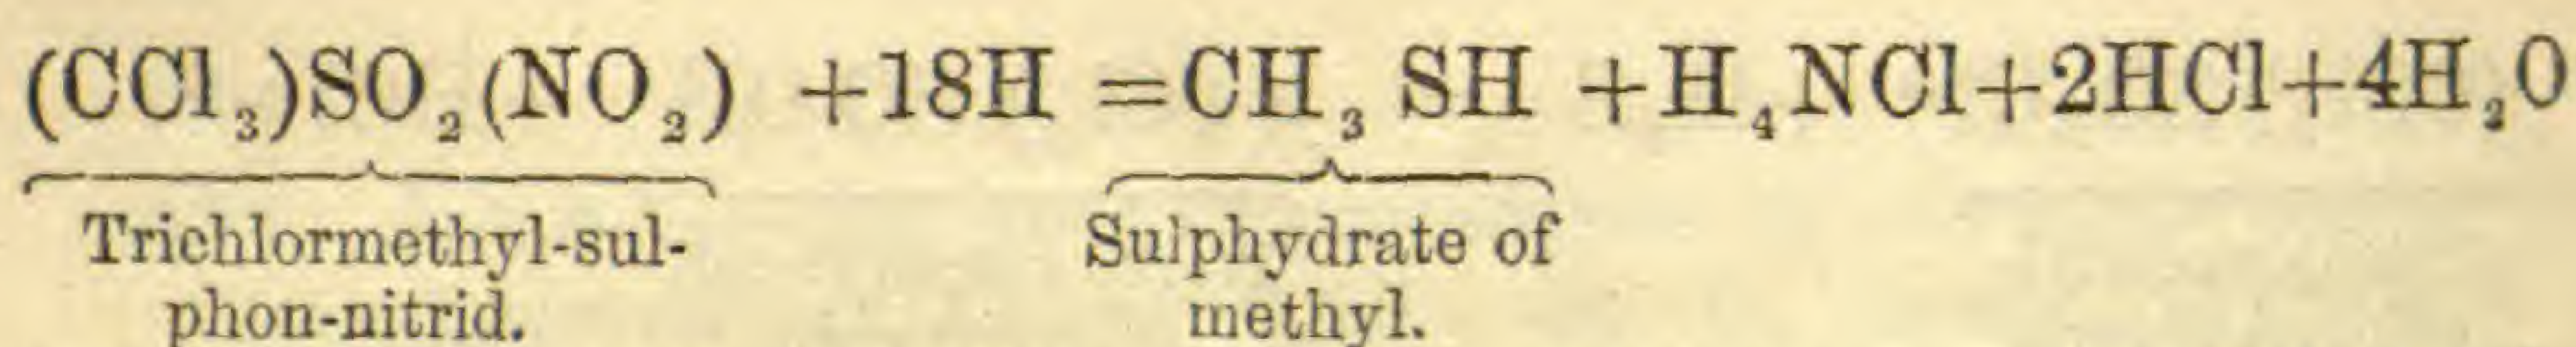 (CCl₃)SO₂(NO₂) +18H =CH₃ SH +H₄NCl+2HCl+4H₂O
Trichlormethyl-sul- Sulphydrate of
phon-nitrid. methyl.